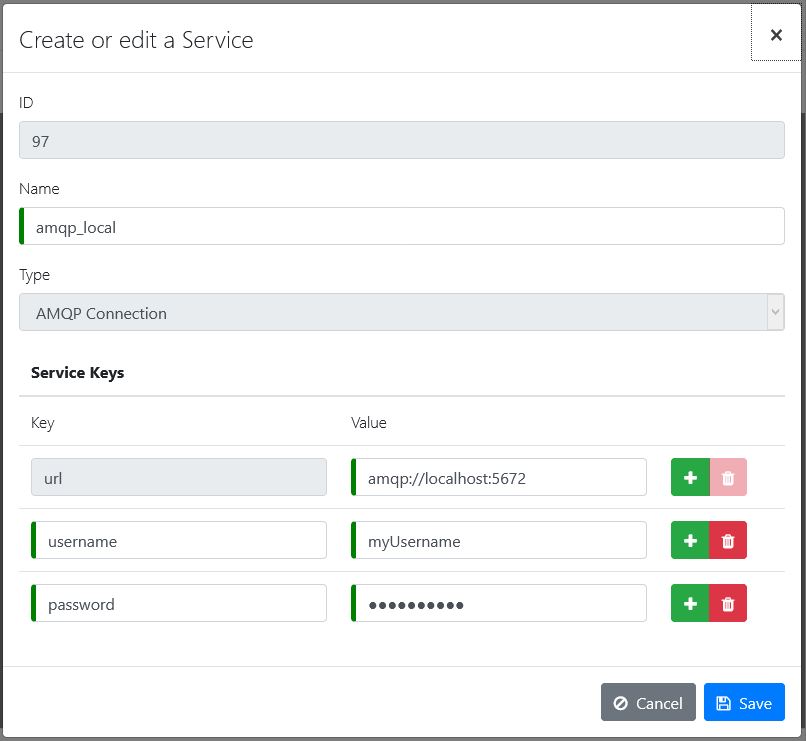 Create or edit a Service
ID
97
Name
amqp_local
Type
AMQP Connection
Service Keys
Key Value
url amqp://localhost:5672
username myUsername
password ●●●●●●●●●●
Cancel Save